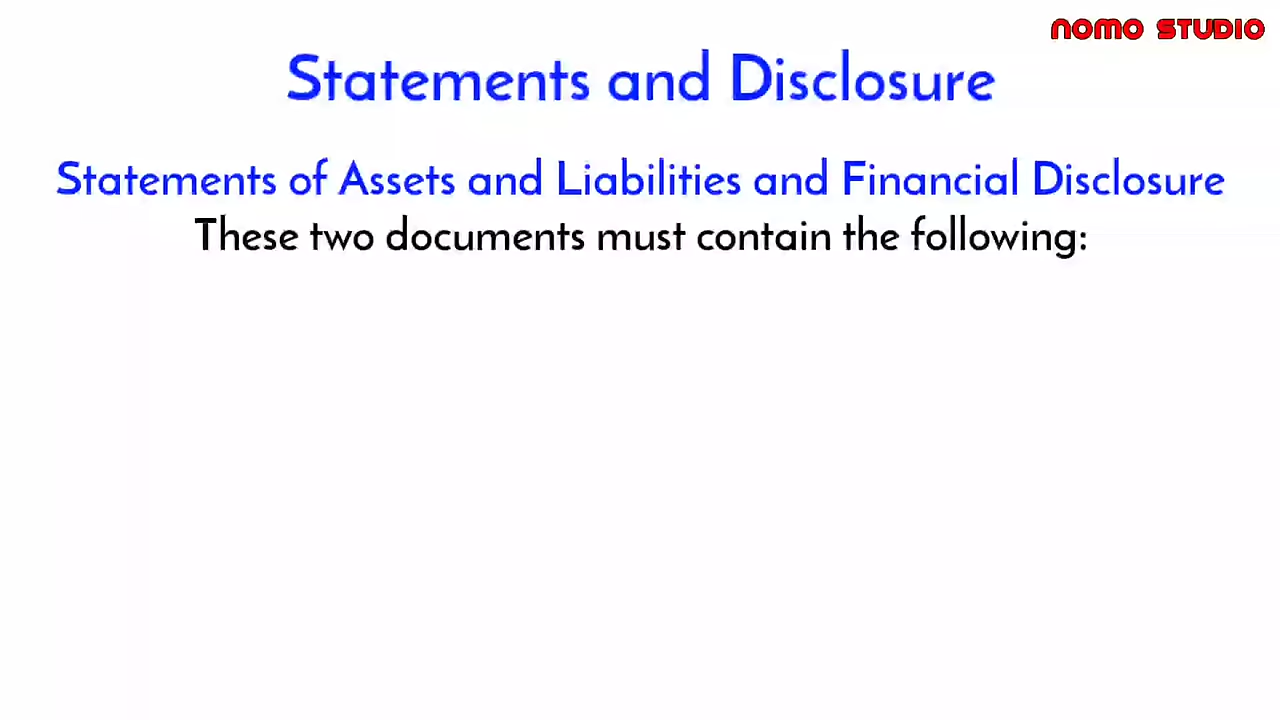 NOMO STUDIO
Statements and Disclosure
Statements of Assets and Liabilities and Financial Disclosure
These two documents must contain the following: